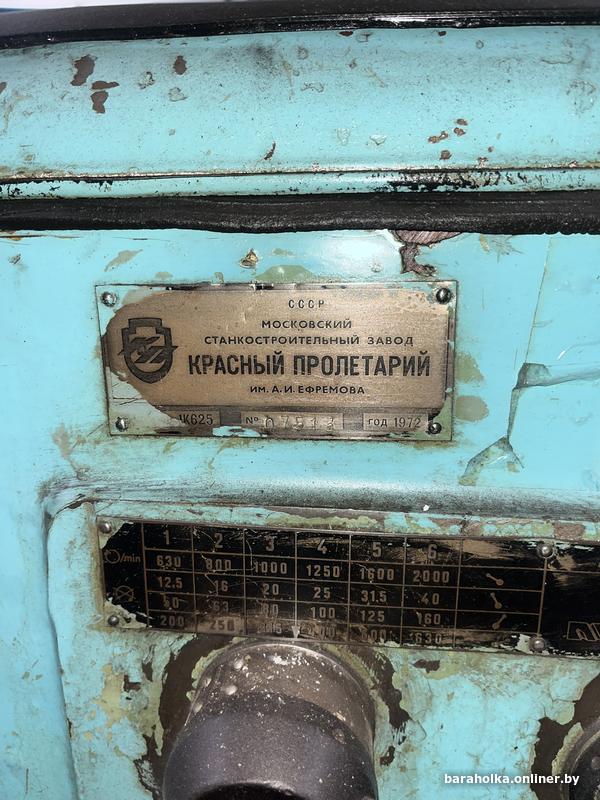 СССР
МОСКОВСКИЙ
СТАНКОСТРОИТЕЛЬНЫЙ ЗАВОД
КРАСНЫЙ ПРОЛЕТАРИЙ
ИМ. А.И. ЕФРЕМОВА
1К625 № год 1972
1 2 3 4 5 6
/min 630 800 1000 1250 1600 2000
12.5 16 20 25 31.5 40
50 63 80 100 125 160
200 250 630
baraholka.onliner.by